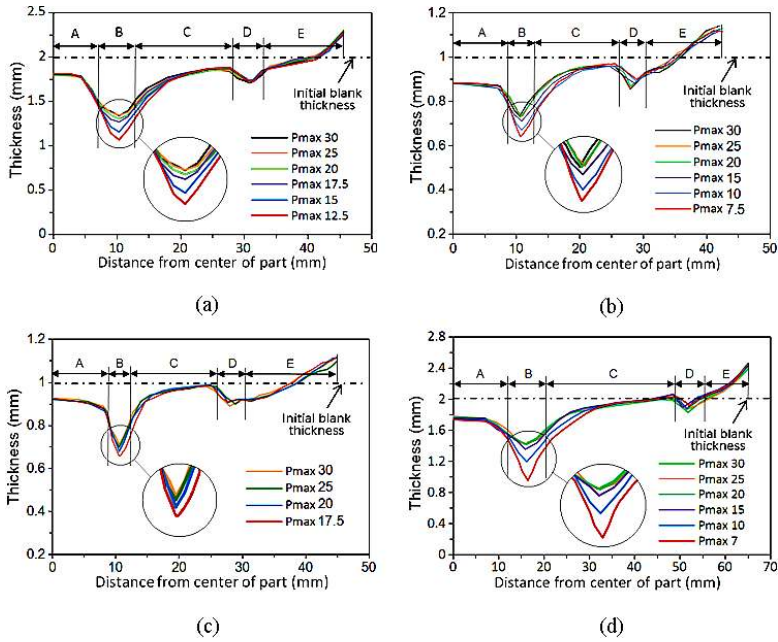 A B C D E
2.5
2
1.5
1
0.5
0
Thickness (mm)
Initial blank
thickness
Pmax 30
Pmax 25
Pmax 20
Pmax 17.5
Pmax 15
Pmax 12.5
0 10 20 30 40 50
Distance from center of part (mm)
(a)
A B C D E
1.2
1
0.8
0.6
0.4
0.2
Thickness (mm)
Initial blank
thickness
Pmax 30
Pmax 25
Pmax 20
Pmax 15
Pmax 10
Pmax 7.5
0 10 20 30 40 50
Distance from center of part (mm)
(b)
A B C D E
1.2
1
0.8
0.6
0.4
0.2
Thickness (mm)
Initial blank
thickness
Pmax 30
Pmax 25
Pmax 20
Pmax 17.5
0 10 20 30 40 50
Distance from center of part (mm)
(c)
A B C D E
2.8
2.4
2
1.6
1.2
0.8
0.4
0
Thickness (mm)
Initial blank
thickness
Pmax 30
Pmax 25
Pmax 20
Pmax 15
Pmax 10
Pmax 7
0 10 20 30 40 50 60 70
Distance from center of part (mm)
(d)